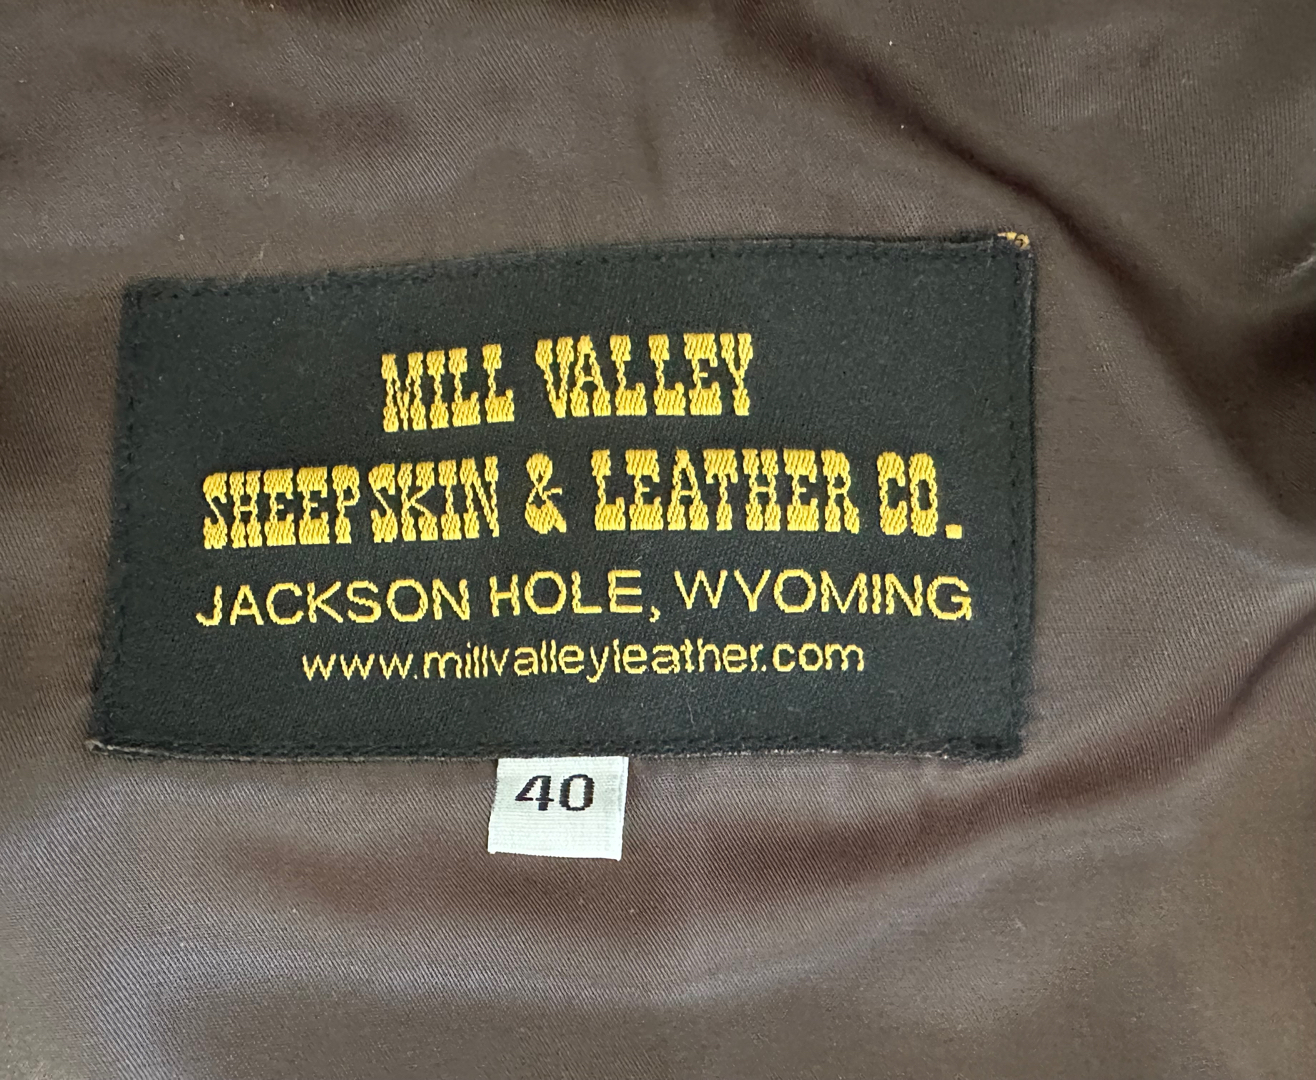 MILL VALLEY
SHEEPSKIN & LEATHER CO.
JACKSON HOLE, WYOMING
www.millvalleyleather.com
40